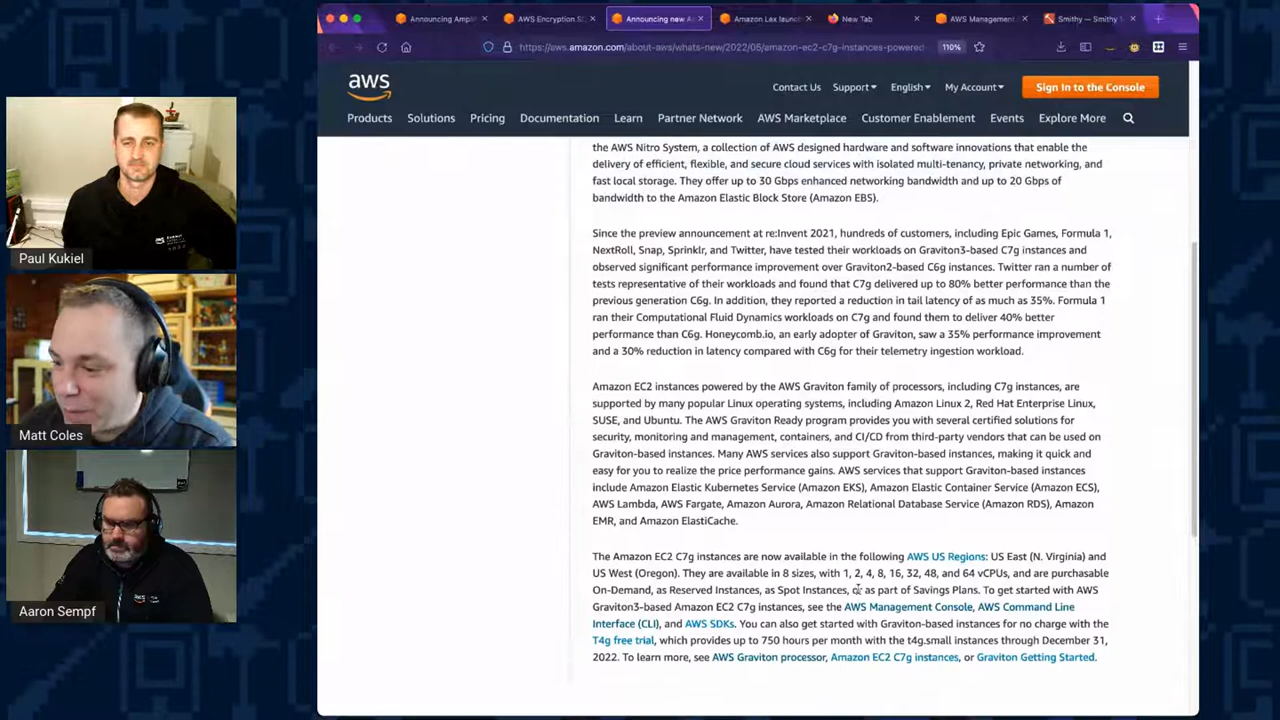 Announcing Ampl
AWS Encryption S
Announcing new A
Amazon Lex launc
New Tab
AWS Management
Smithy — Smithy
https://aws.amazon.com/about-aws/whats-new/2022/05/amazon-ec2-c7g-instances-powered-
110%
aws
Contact Us
Support
English
My Account
Sign In to the Console
Products
Solutions
Pricing
Documentation
Learn
Partner Network
AWS Marketplace
Customer Enablement
Events
Explore More
the AWS Nitro System, a collection of AWS designed hardware and software innovations that enable the
delivery of efficient, flexible, and secure cloud services with isolated multi-tenancy, private networking, and
fast local storage. They offer up to 30 Gbps enhanced networking bandwidth and up to 20 Gbps of
bandwidth to the Amazon Elastic Block Store (Amazon EBS).
Since the preview announcement at re:Invent 2021, hundreds of customers, including Epic Games, Formula 1,
NextRoll, Snap, Sprinklr, and Twitter, have tested their workloads on Graviton3-based C7g instances and
observed significant performance improvement over Graviton2-based C6g instances. Twitter ran a number of
tests representative of their workloads and found that C7g delivered up to 80% better performance than the
previous generation C6g. In addition, they reported a reduction in tail latency of as much as 35%. Formula 1
ran their Computational Fluid Dynamics workloads on C7g and found them to deliver 40% better
performance than C6g. Honeycomb.io, an early adopter of Graviton, saw a 35% performance improvement
and a 30% reduction in latency compared with C6g for their telemetry ingestion workload.
Amazon EC2 instances powered by the AWS Graviton family of processors, including C7g instances, are
supported by many popular Linux operating systems, including Amazon Linux 2, Red Hat Enterprise Linux,
SUSE, and Ubuntu. The AWS Graviton Ready program provides you with several certified solutions for
security, monitoring and management, containers, and CI/CD from third-party vendors that can be used on
Graviton-based instances. Many AWS services also support Graviton-based instances, making it quick and
easy for you to realize the price performance gains. AWS services that support Graviton-based instances
include Amazon Elastic Kubernetes Service (Amazon EKS), Amazon Elastic Container Service (Amazon ECS),
AWS Lambda, AWS Fargate, Amazon Aurora, Amazon Relational Database Service (Amazon RDS), Amazon
EMR, and Amazon ElastiCache.
The Amazon EC2 C7g instances are now available in the following AWS US Regions: US East (N. Virginia) and
US West (Oregon). They are available in 8 sizes, with 1, 2, 4, 8, 16, 32, 48, and 64 vCPUs, and are purchasable
On-Demand, as Reserved Instances, as Spot Instances, or as part of Savings Plans. To get started with AWS
Graviton3-based Amazon EC2 C7g instances, see the AWS Management Console, AWS Command Line
Interface (CLI), and AWS SDKs. You can also get started with Graviton-based instances for no charge with the
T4g free trial, which provides up to 750 hours per month with the t4g.small instances through December 31,
2022. To learn more, see AWS Graviton processor, Amazon EC2 C7g instances, or Graviton Getting Started.
Paul Kukiel
Matt Coles
Aaron Sempf